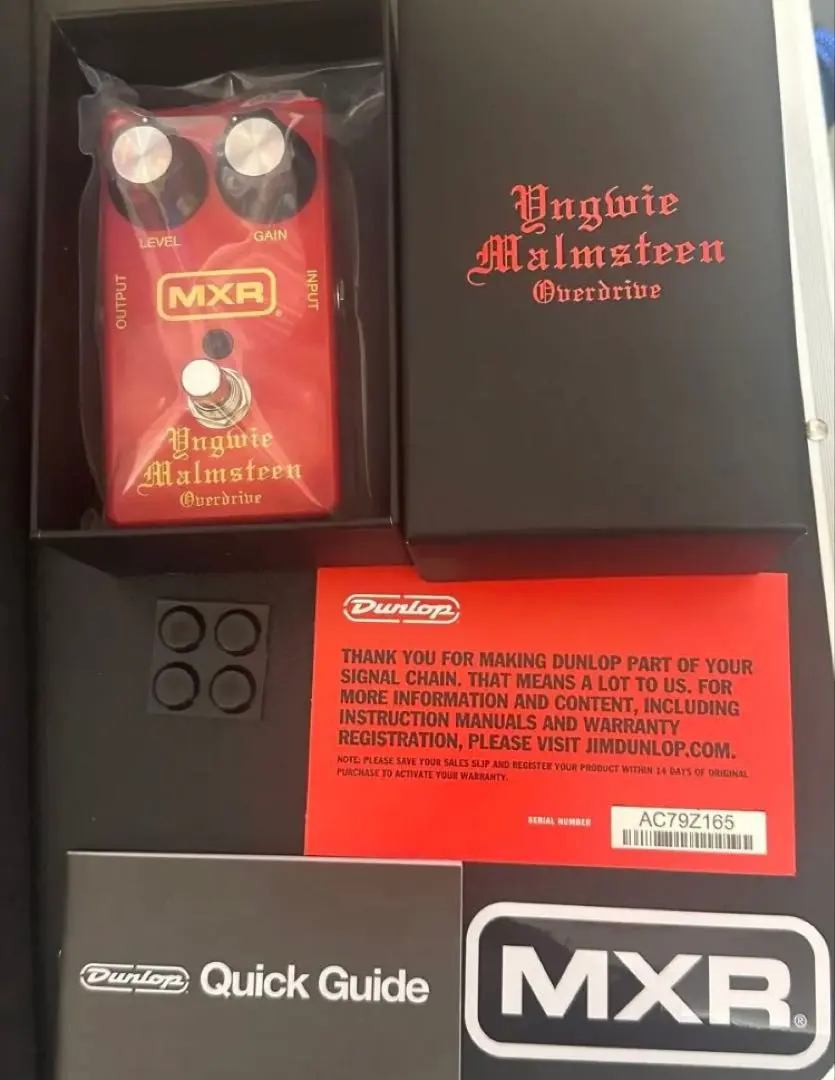 LEVEL
GAIN
OUTPUT
INPUT
MXR®
Yngwie
Malmsteen
Overdrive
Yngwie
Malmsteen
Overdrive
Dunlop
THANK YOU FOR MAKING DUNLOP PART OF YOUR
SIGNAL CHAIN. THAT MEANS A LOT TO US. FOR
MORE INFORMATION AND CONTENT, INCLUDING
INSTRUCTION MANUALS AND WARRANTY
REGISTRATION, PLEASE VISIT JIMDUNLOP.COM.
NOTE: PLEASE SAVE YOUR SALES SLIP AND REGISTER YOUR PRODUCT WITHIN 14 DAYS OF ORIGINAL
PURCHASE TO ACTIVATE YOUR WARRANTY.
SERIAL NUMBER
AC79Z165
Dunlop Quick Guide
MXR®